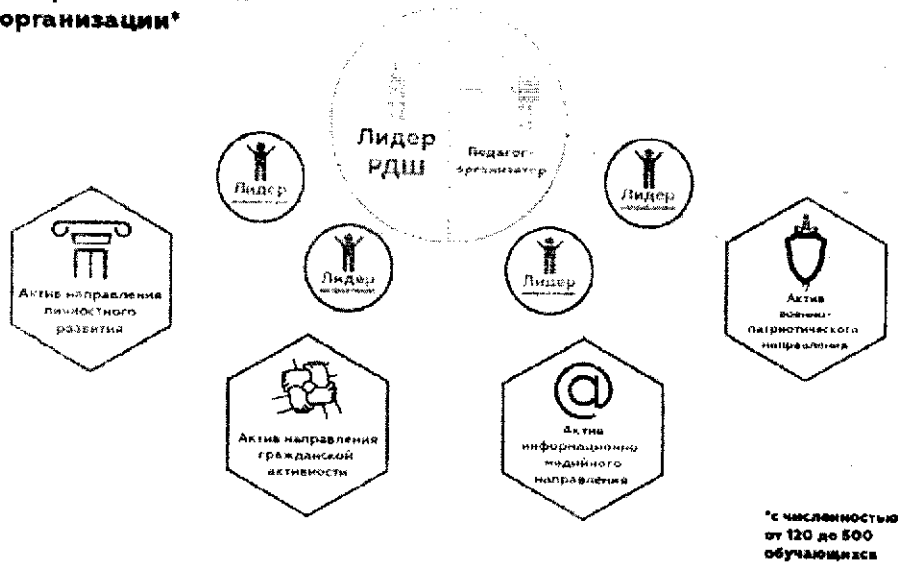 организации*
Лидер
РДШ
Педагог-
организатор
Лидер
Лидер
Лидер
Лидер
Актив направления
личностного
развития
Актив
военно-
патриотического
направления
Актив направления
гражданской
активности
Актив
информационно
медийного
направления
*с численностью
от 120 до 500
обучающихся